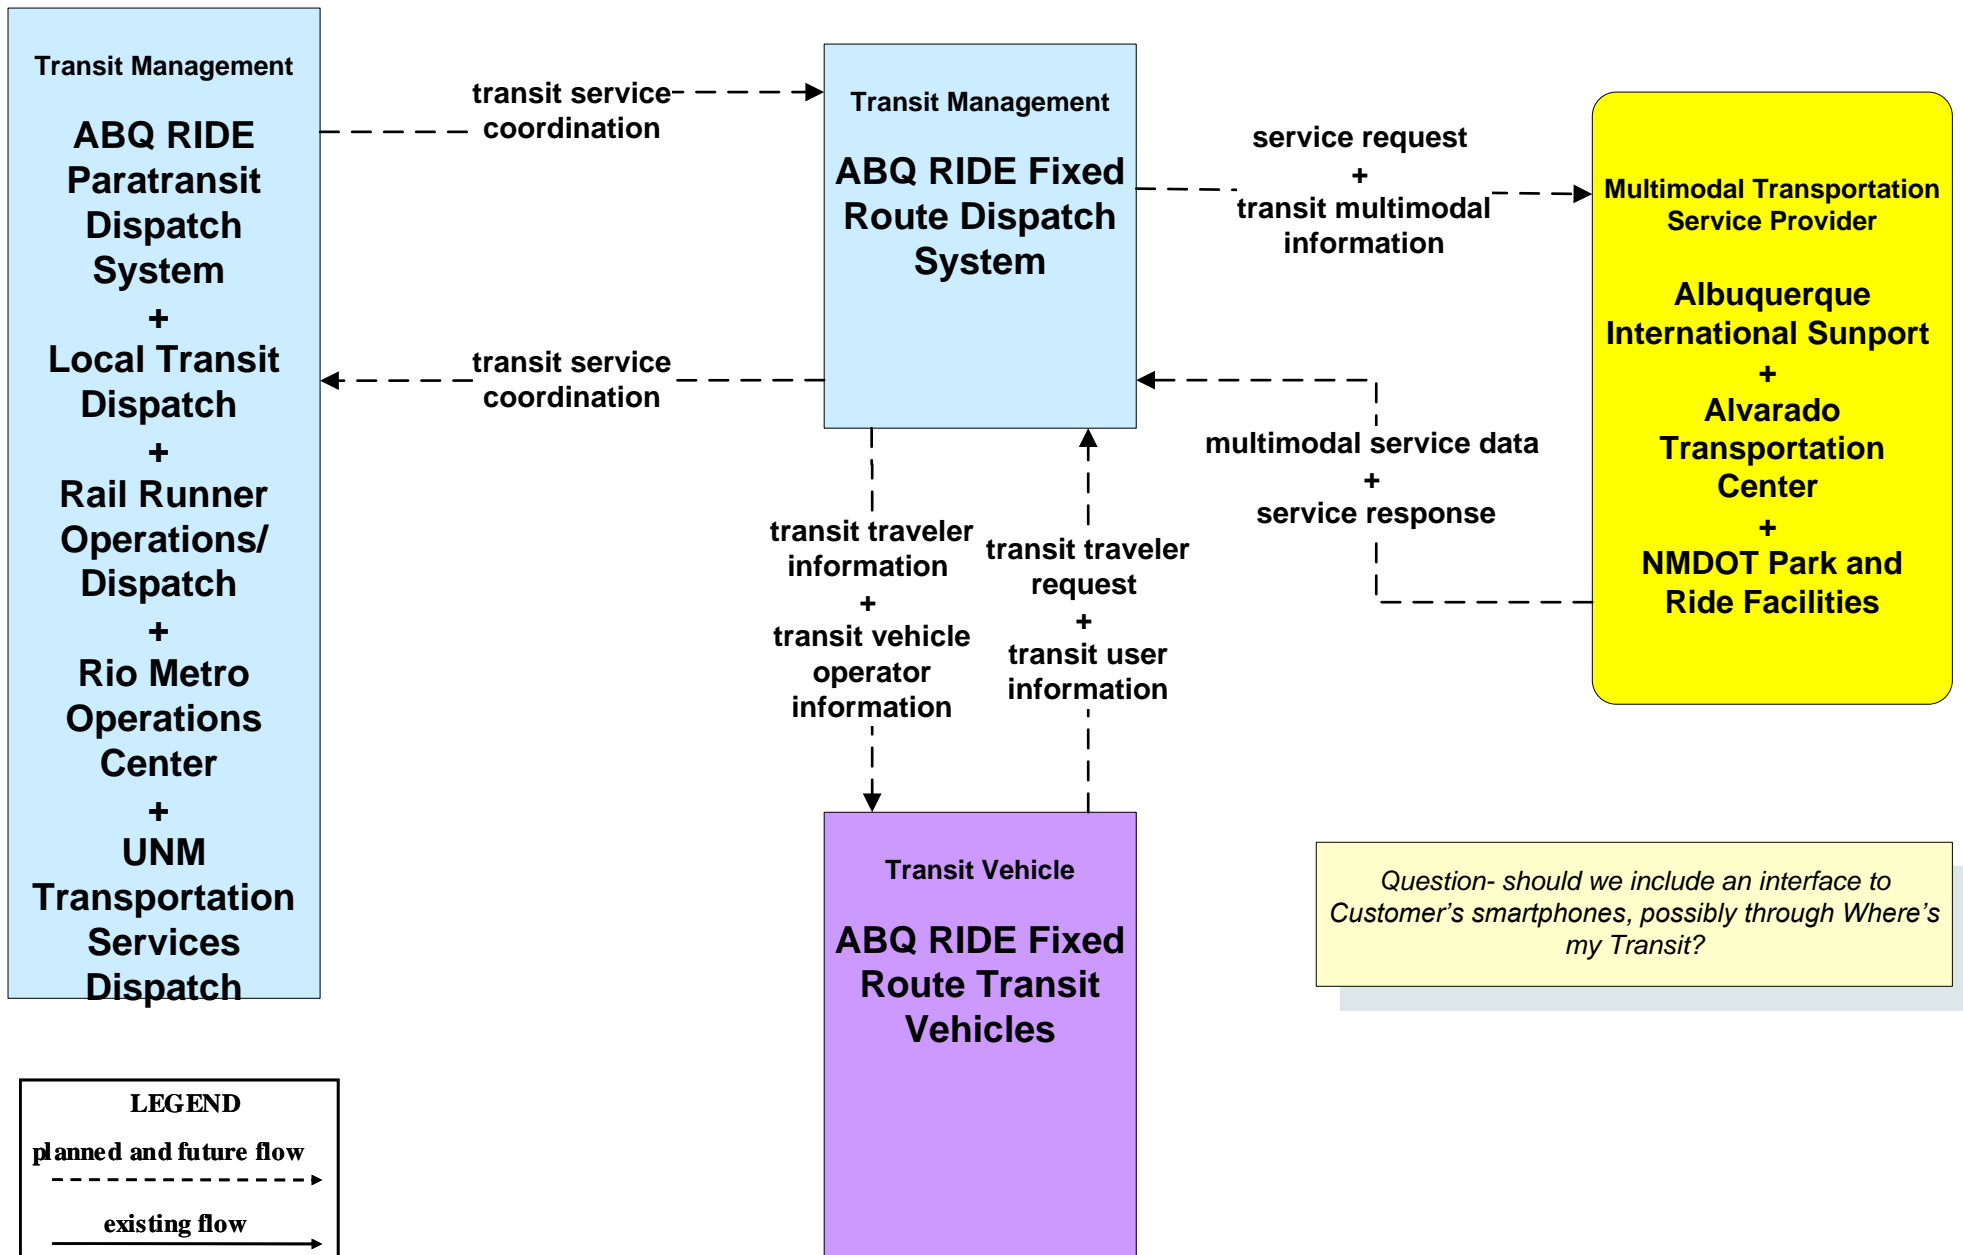 Transit Management
ABQ RIDE
Paratransit
Dispatch
System
+
Local Transit
Dispatch
+
Rail Runner
Operations/
Dispatch
+
Rio Metro
Operations
Center
+
UNM
Transportation
Services
Dispatch
transit service
coordination
transit service
coordination
Transit Management
ABQ RIDE Fixed
Route Dispatch
System
service request
+
transit multimodal
information
multimodal service data
+
service response
Multimodal Transportation
Service Provider
Albuquerque
International Sunport
+
Alvarado
Transportation
Center
+
NMDOT Park and
Ride Facilities
transit traveler
information
+
transit vehicle
operator
information
transit traveler
request
+
transit user
information
Transit Vehicle
ABQ RIDE Fixed
Route Transit
Vehicles
Question- should we include an interface to
Customer's smartphones, possibly through Where's
my Transit?
LEGEND
planned and future flow
existing flow